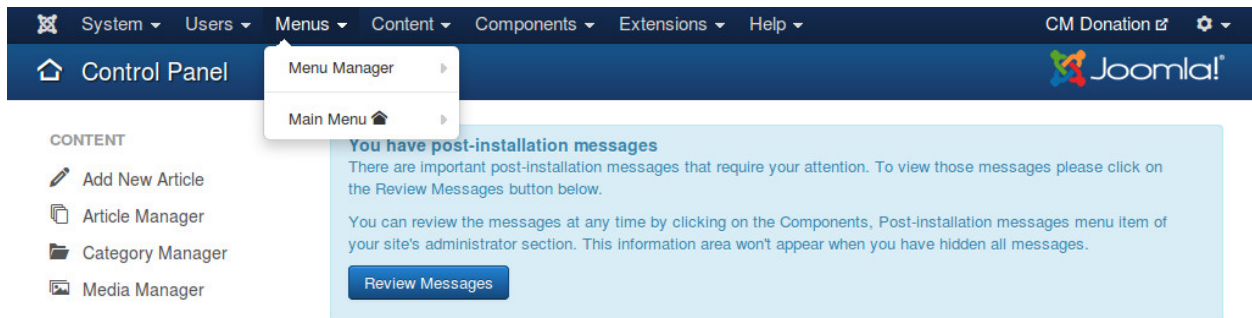 System Users Menus Content Components Extensions Help CM Donation
Control Panel Joomla!
Menu Manager
Main Menu
CONTENT
Add New Article
Article Manager
Category Manager
Media Manager
You have post-installation messages
There are important post-installation messages that require your attention. To view those messages please click on
the Review Messages button below.
You can review the messages at any time by clicking on the Components, Post-installation messages menu item of
your site's administrator section. This information area won't appear when you have hidden all messages.
Review Messages